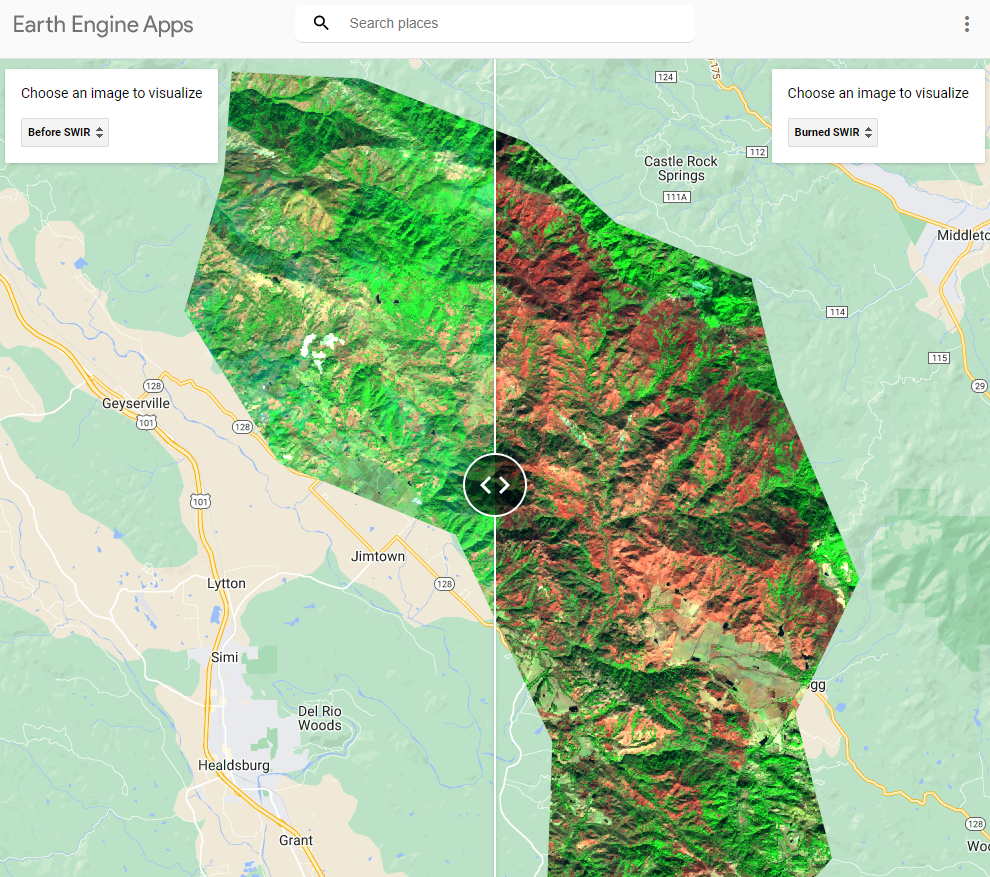 Earth Engine Apps
Search places
Choose an image to visualize
Before SWIR
Choose an image to visualize
Burned SWIR
124
175
112
Castle Rock
Springs
111A
Middletc
114
115
29
128
Geyserville
101
128
101
Jimtown
128
Lytton
Simi
gg
Del Rio
Woods
Healdsburg
128
Grant
Woo